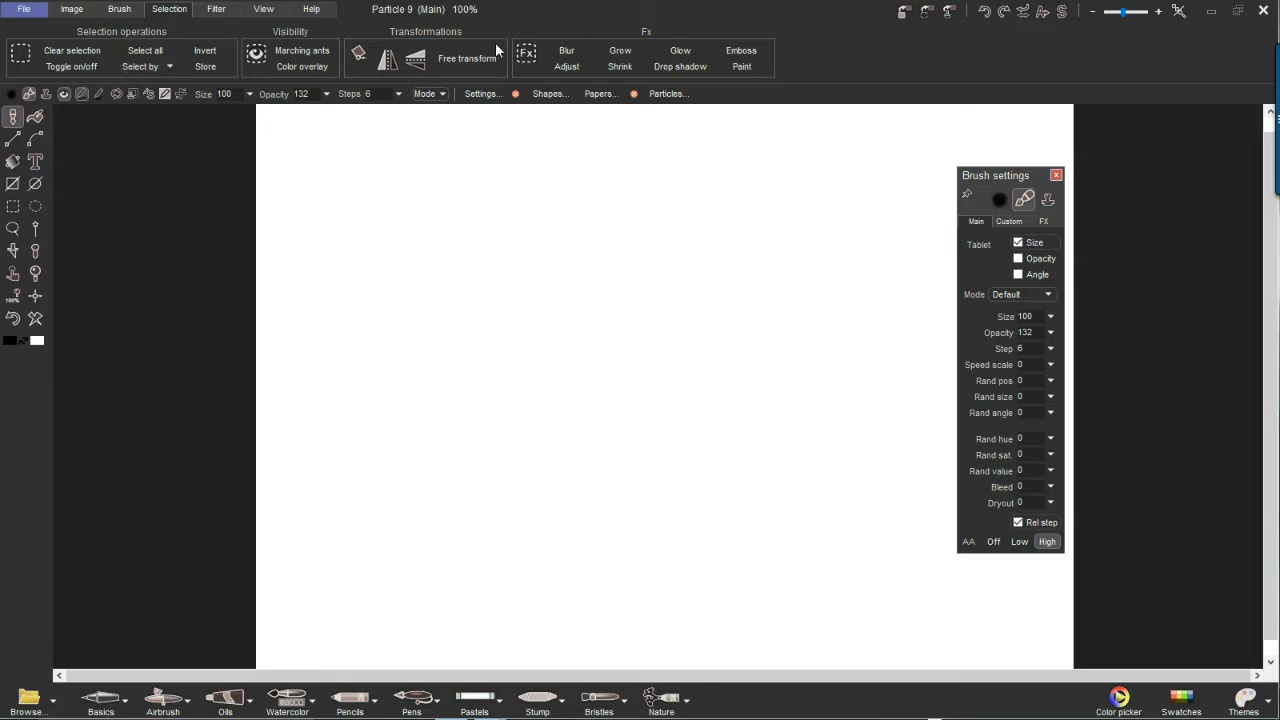 File Image Brush Selection Filter View Help Particle 9 (Main) 100%
Selection operations Visibility Transformations Fx
Clear selection Select all Invert Marching ants Free transform Blur Grow Glow Emboss
Toggle on/off Select by Store Color overlay Adjust Shrink Drop shadow Paint
Fx
Size 100 Opacity 132 Steps 6 Mode Settings... Shapes... Papers... Particles...
Brush settings
Main Custom FX
Tablet Size
Opacity
Angle
Mode Default
Size 100
Opacity 132
Step 6
Speed scale 0
Rand pos 0
Rand size 0
Rand angle 0
Rand hue 0
Rand sat. 0
Rand value 0
Bleed 0
Dryout 0
Rel step
AA Off Low High
100%
Browse... Basics Airbrush Oils Watercolor Pencils Pens Pastels Stump Bristles Nature Color picker Swatches Themes